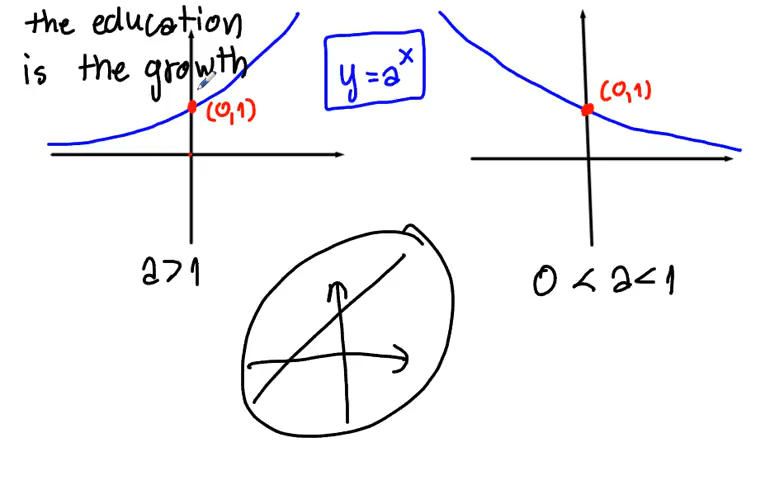 the education
is the growth
y = a^x
(0,1)
(0,1)
a > 1
0 < a < 1